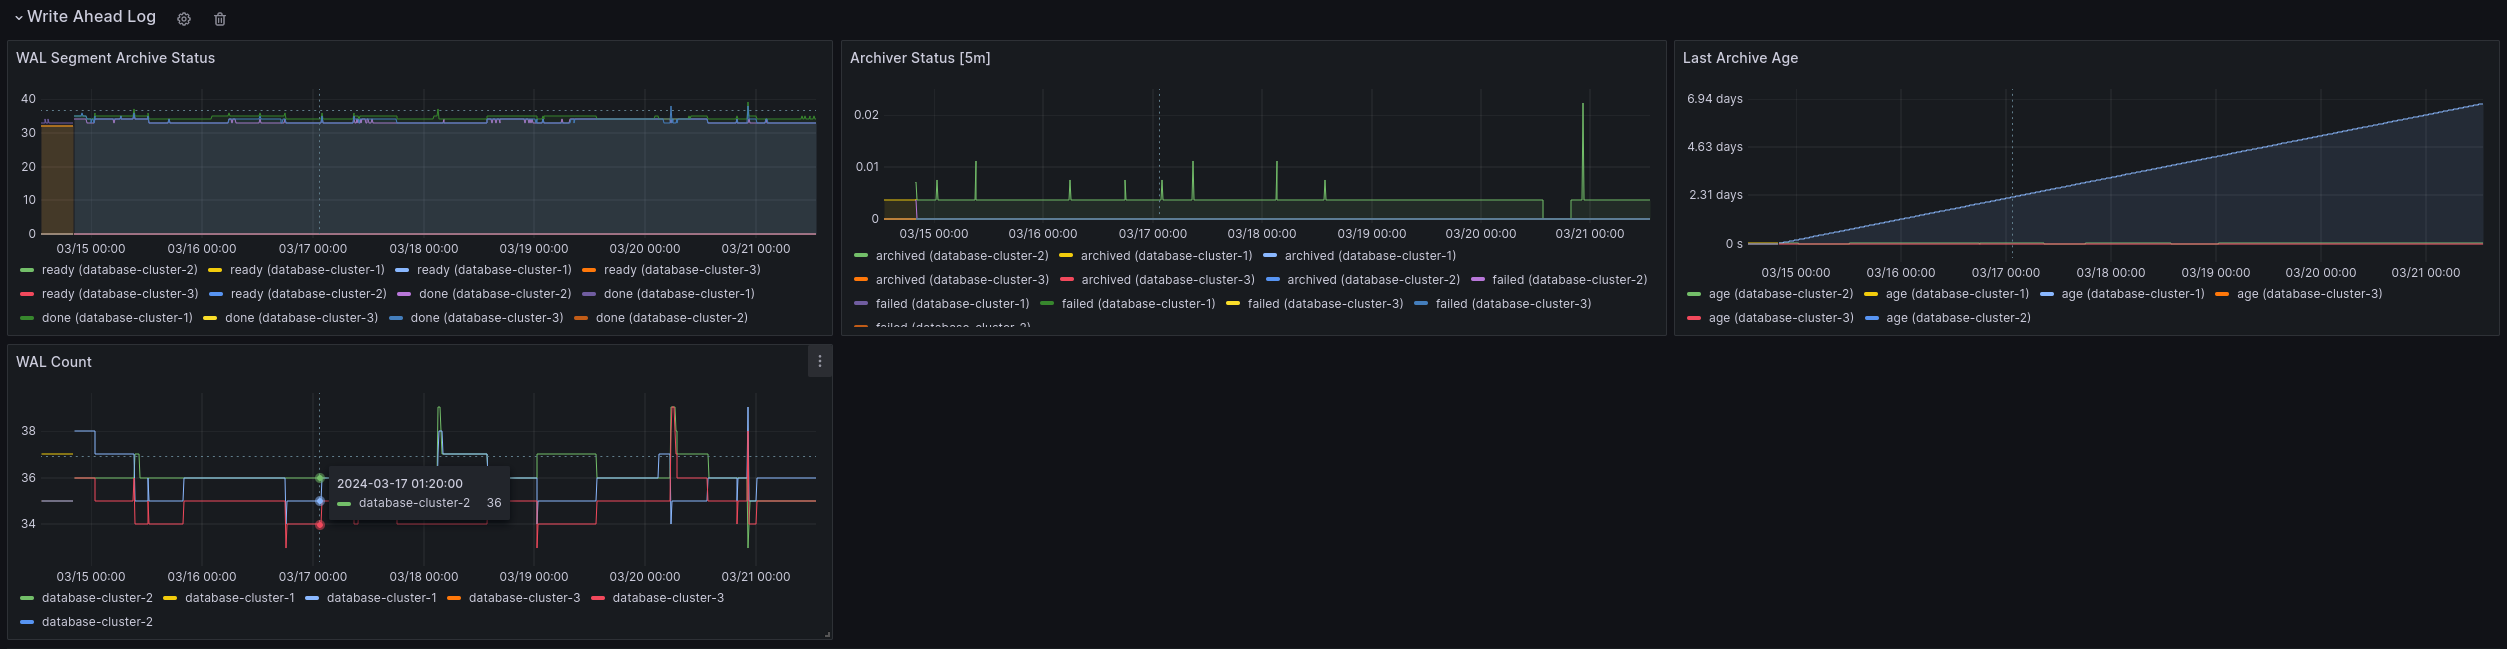 Write Ahead Log
WAL Segment Archive Status
40
30
20
10
0
03/15 00:00 03/16 00:00 03/17 00:00 03/18 00:00 03/19 00:00 03/20 00:00 03/21 00:00
ready (database-cluster-2) ready (database-cluster-1) ready (database-cluster-1) ready (database-cluster-3)
ready (database-cluster-3) ready (database-cluster-2) done (database-cluster-2) done (database-cluster-1)
done (database-cluster-1) done (database-cluster-3) done (database-cluster-3) done (database-cluster-2)
Archiver Status [5m]
0.02
0.01
0
03/15 00:00 03/16 00:00 03/17 00:00 03/18 00:00 03/19 00:00 03/20 00:00 03/21 00:00
archived (database-cluster-2) archived (database-cluster-1) archived (database-cluster-1)
archived (database-cluster-3) archived (database-cluster-3) archived (database-cluster-2) failed (database-cluster-2)
failed (database-cluster-1) failed (database-cluster-1) failed (database-cluster-3) failed (database-cluster-3)
failed (database-cluster-2)
Last Archive Age
6.94 days
4.63 days
2.31 days
0 s
03/15 00:00 03/16 00:00 03/17 00:00 03/18 00:00 03/19 00:00 03/20 00:00 03/21 00:00
age (database-cluster-2) age (database-cluster-1) age (database-cluster-1) age (database-cluster-3)
age (database-cluster-3) age (database-cluster-2)
WAL Count
38
36
34
2024-03-17 01:20:00
database-cluster-2 36
03/15 00:00 03/16 00:00 03/17 00:00 03/18 00:00 03/19 00:00 03/20 00:00 03/21 00:00
database-cluster-2 database-cluster-1 database-cluster-1 database-cluster-3 database-cluster-3
database-cluster-2